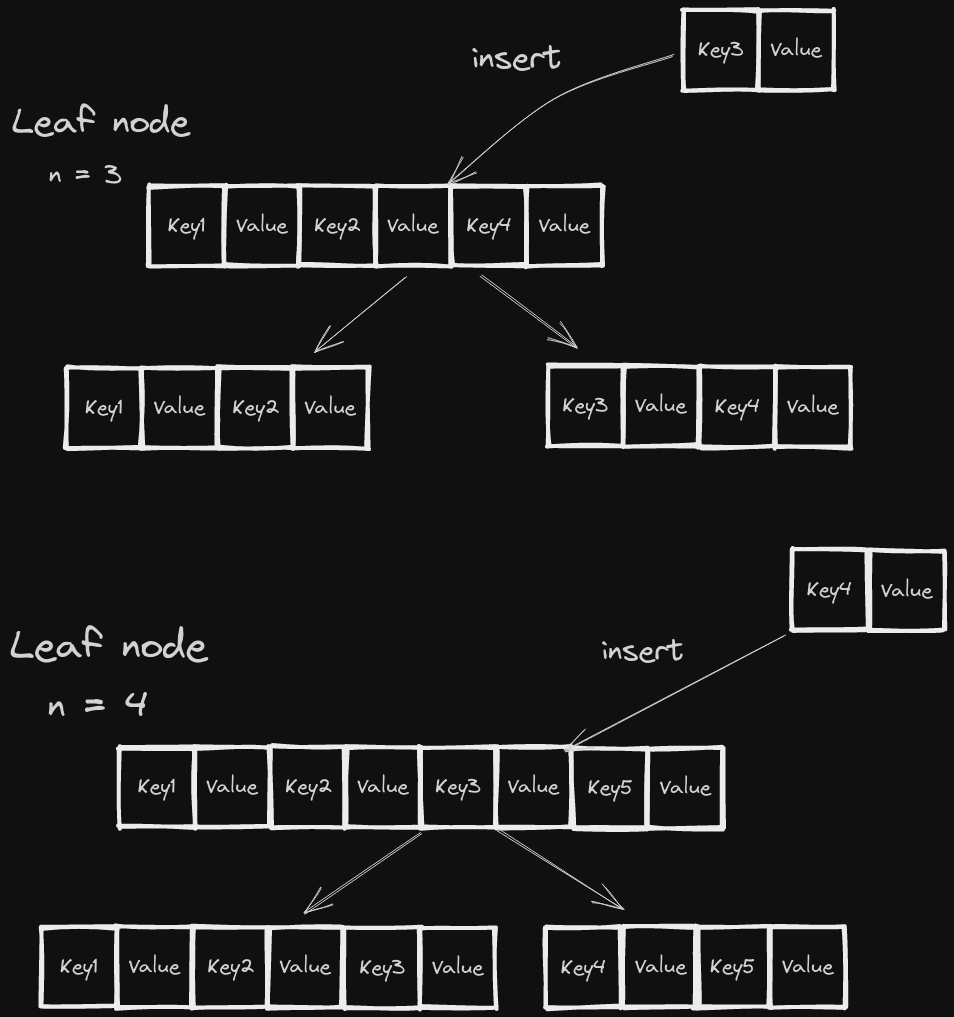 Key3 Value
insert
Leaf node
n = 3
Key1 Value Key2 Value Key4 Value
Key1 Value Key2 Value
Key3 Value Key4 Value
Key4 Value
insert
Leaf node
n = 4
Key1 Value Key2 Value Key3 Value Key5 Value
Key1 Value Key2 Value Key3 Value
Key4 Value Key5 Value